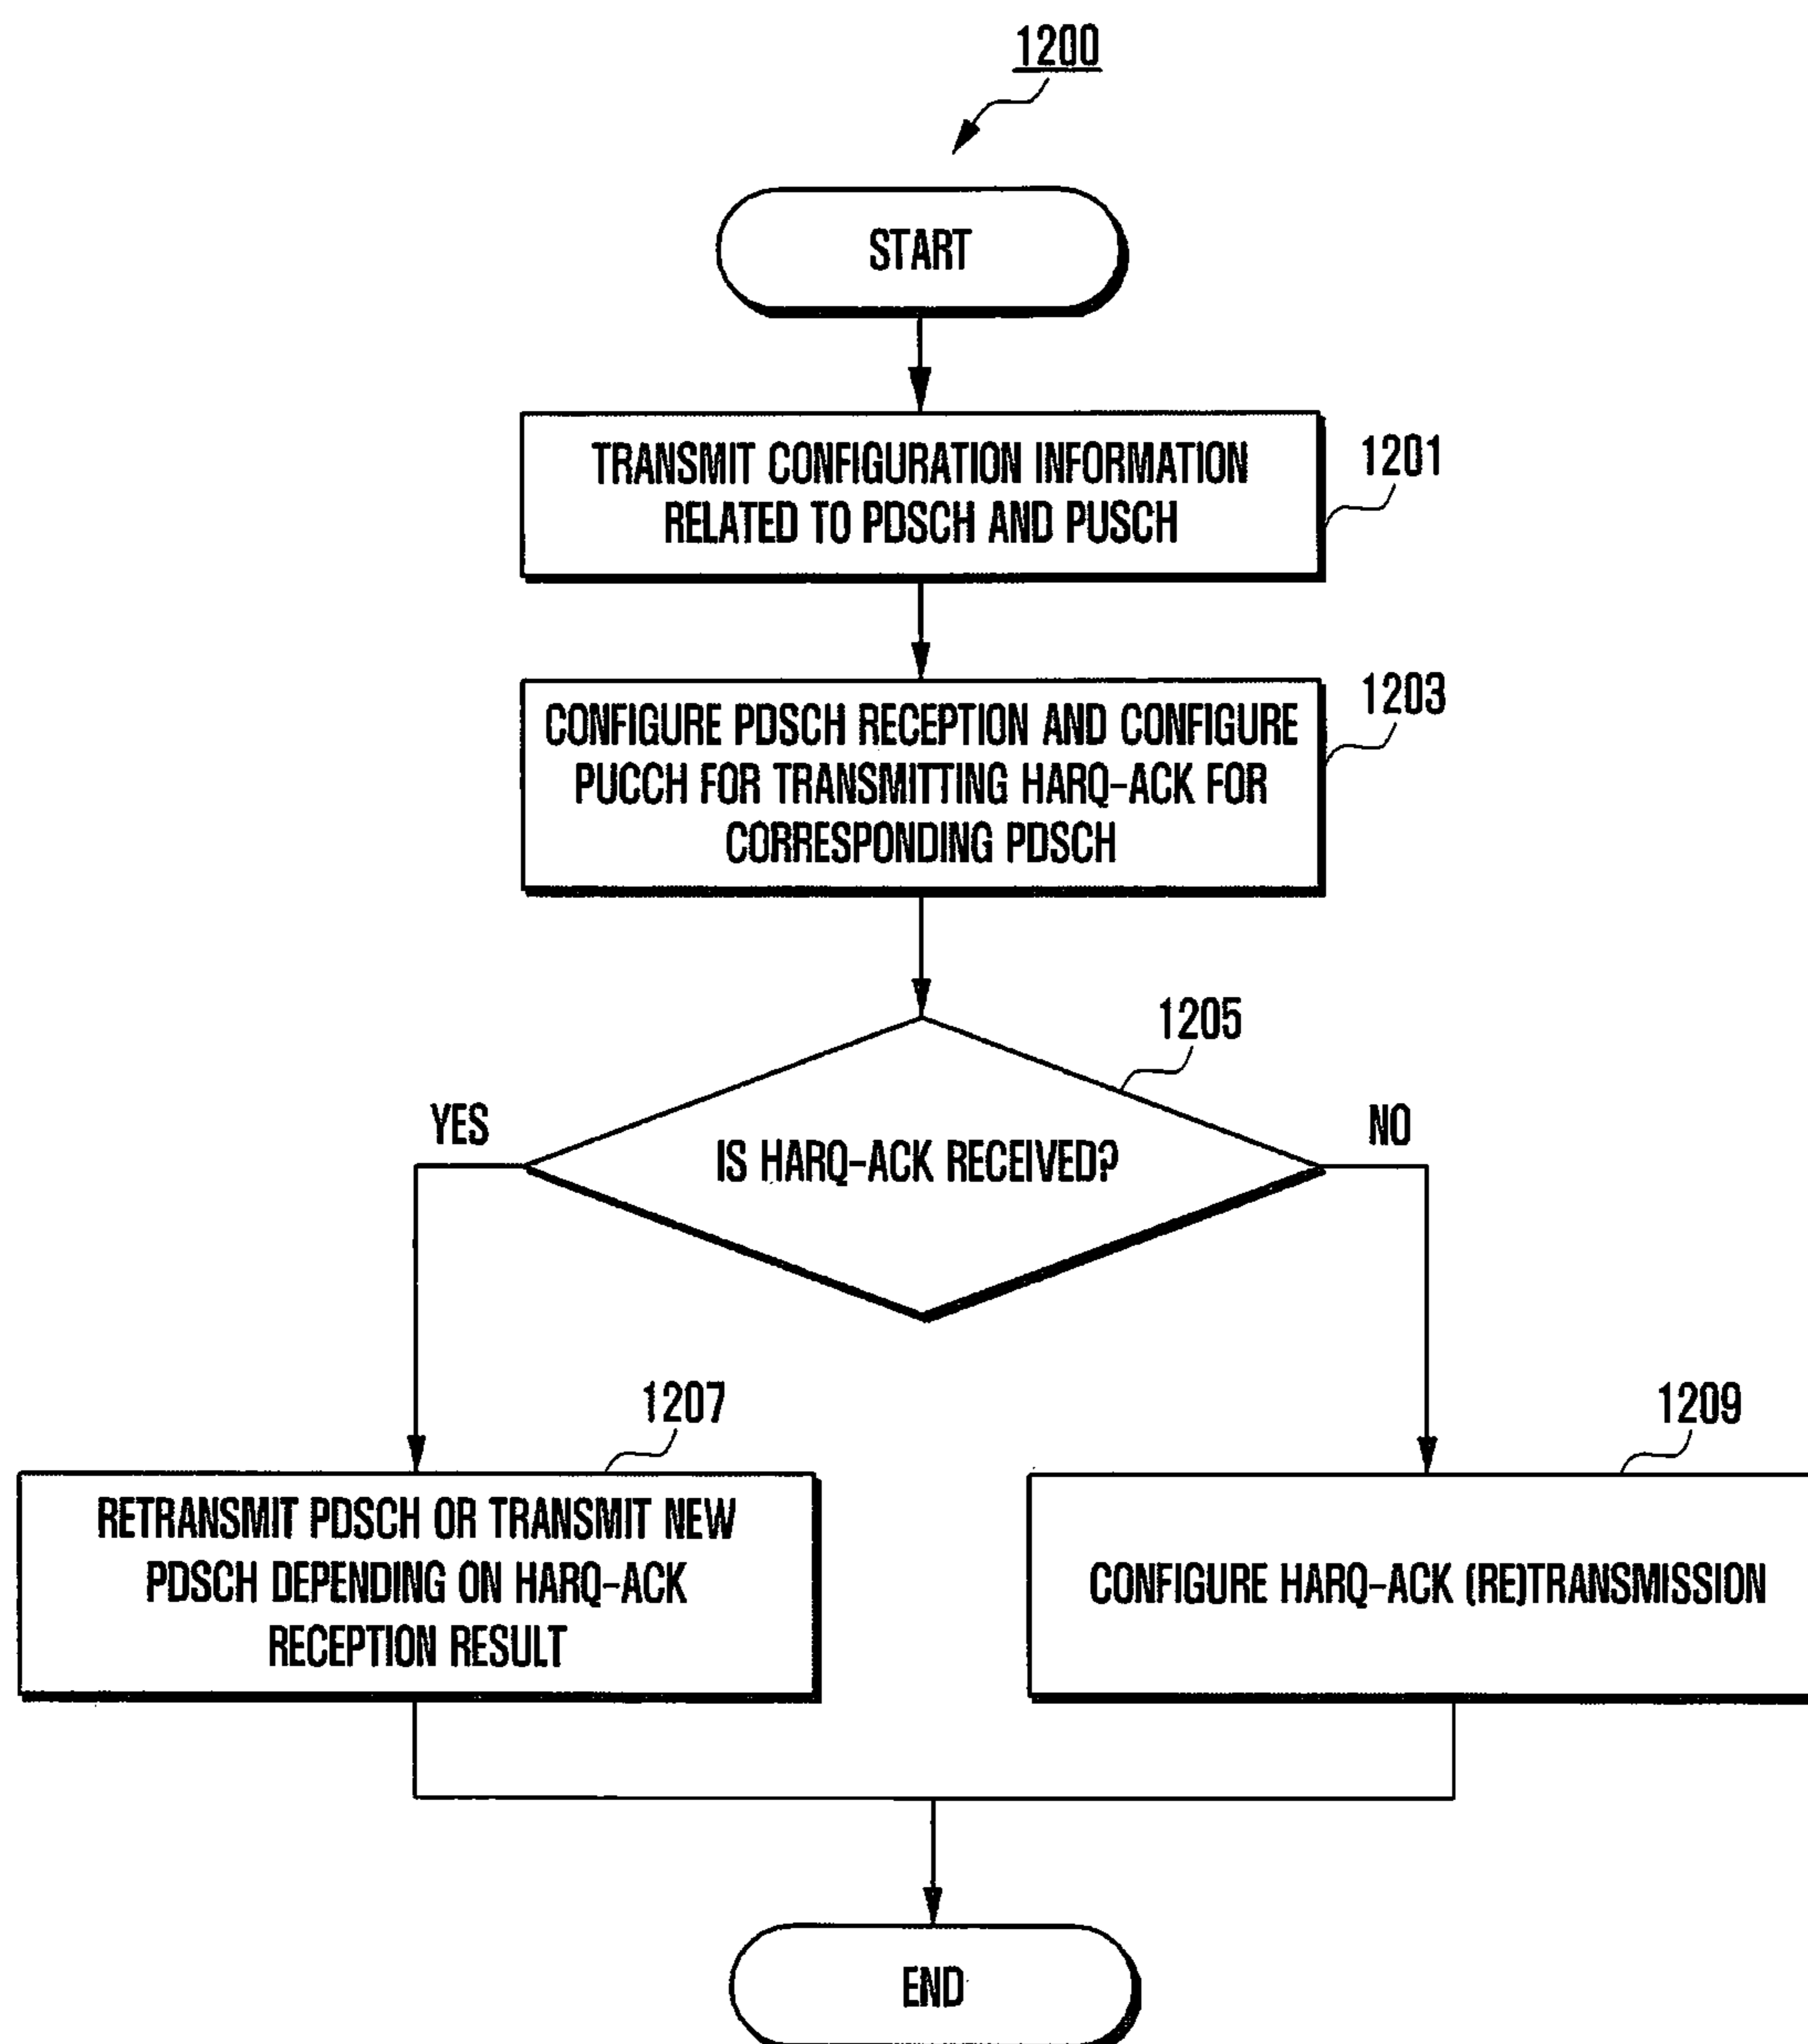 1200
START
TRANSMIT CONFIGURATION INFORMATION
RELATED TO PDSCH AND PUSCH
1201
CONFIGURE PDSCH RECEPTION AND CONFIGURE
PUCCH FOR TRANSMITTING HARQ-ACK FOR
CORRESPONDING PDSCH
1203
1205
YES
IS HARQ-ACK RECEIVED?
NO
1207
RETRANSMIT PDSCH OR TRANSMIT NEW
PDSCH DEPENDING ON HARQ-ACK
RECEPTION RESULT
1209
CONFIGURE HARQ-ACK (RE)TRANSMISSION
END